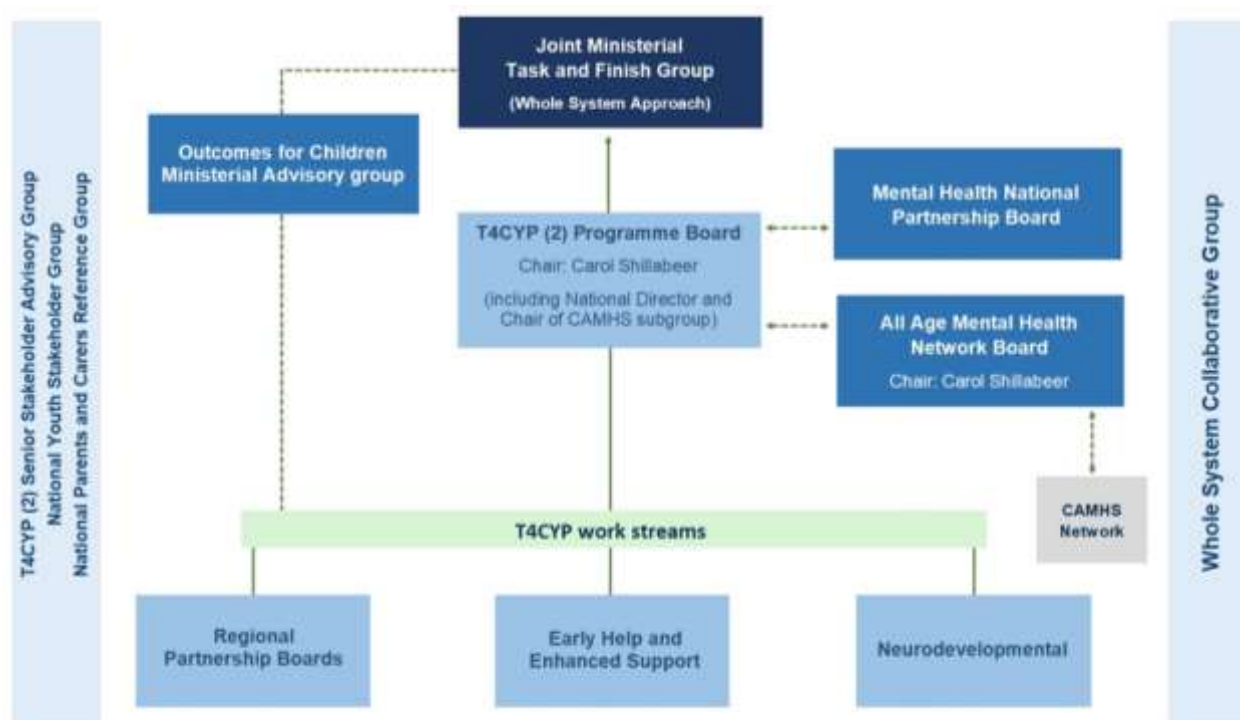 T4CYP (2) Senior Stakeholder Advisory Group
National Youth Stakeholder Group
National Parents and Carers Reference Group
Joint Ministerial
Task and Finish Group
(Whole System Approach)
Outcomes for Children
Ministerial Advisory group
Mental Health National
Partnership Board
T4CYP (2) Programme Board
Chair: Carol Shillabeer
(including National Director and
Chair of CAMHS subgroup)
All Age Mental Health
Network Board
Chair: Carol Shillabeer
CAMHS
Network
T4CYP work streams
Regional
Partnership Boards
Early Help and
Enhanced Support
Neurodevelopmental
Whole System Collaborative Group